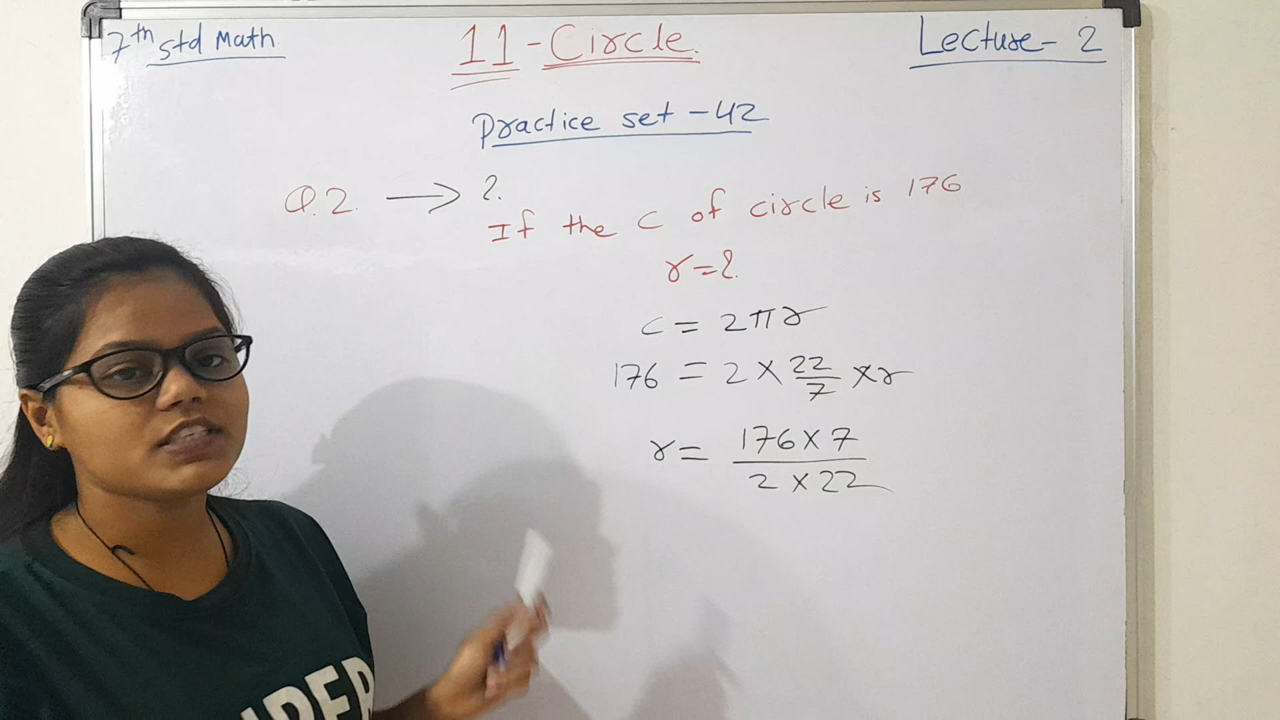 7th std Math
11-Circle.
Lecture-2
Practice set-42
Q.2. → 2.
If the C of circle is 176
r=?
C = 2πr
176 = 2 × 22/7 × r
r = 176 × 7 / 2 × 22